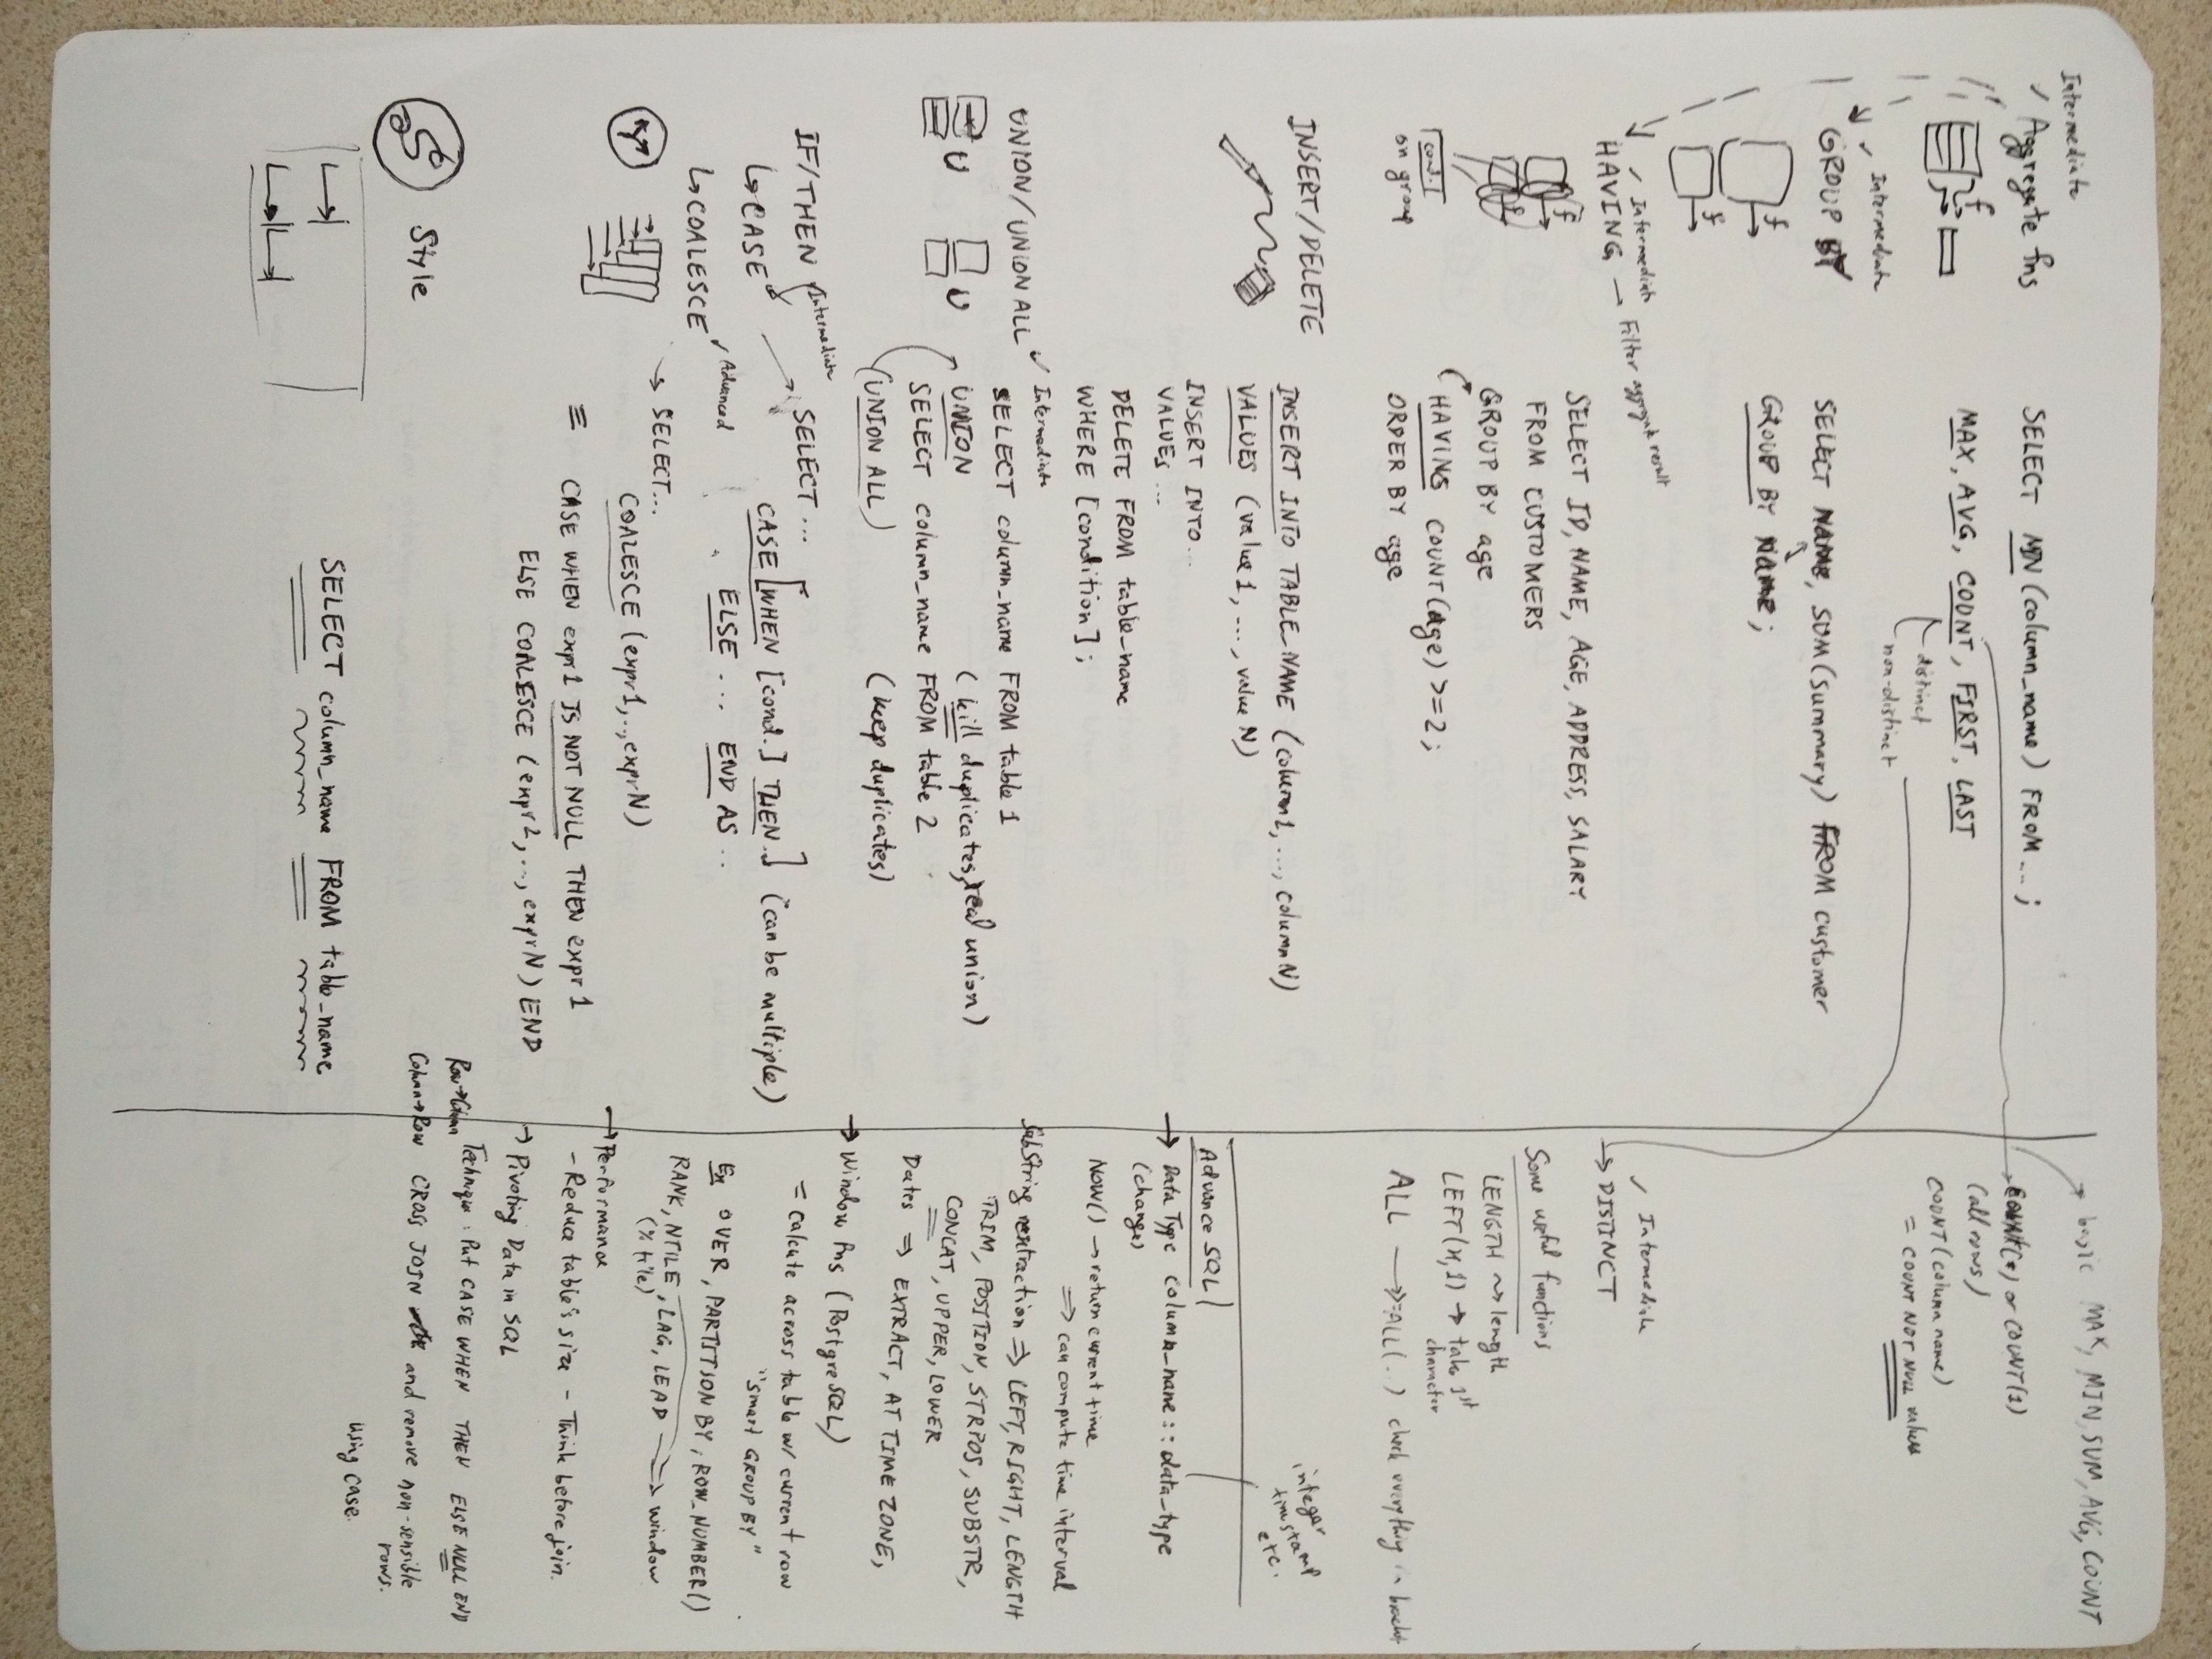 Intermediate
✓ Aggregate fns
SELECT MIN (column_name) FROM ... ;
f
MAX, AVG, COUNT, FIRST, LAST
distinct
non-distinct
✓ Intermediate
GROUP BY
SELECT NAME, SUM(summary) FROM customer
GROUP BY NAME;
f
f
✓ Intermediate
HAVING → Filter aggregate result
SELECT ID, NAME, AGE, ADDRESS, SALARY
FROM CUSTOMERS
GROUP BY age
HAVING COUNT(age) >=2;
ORDER BY age
f
f
cond.
on group
INSERT/DELETE
INSERT INTO TABLE_NAME (column1, ..., columnN)
VALUES (value1, ..., valueN)
INSERT INTO...
VALUES ...
DELETE FROM table_name
WHERE [condition];
UNION/UNION ALL ✓ Intermediate
SELECT column_name FROM table 1
UNION (kill duplicates, real union)
SELECT column_name FROM table 2
(UNION ALL) (keep duplicates)
U U
IF/THEN ✓ Intermediate
↳ CASE
SELECT ...
CASE [WHEN [cond.] THEN..] (can be multiple)
ELSE ... END AS ..
↳ COALESCE ✓ Advanced
→ SELECT...
COALESCE (expr1,..,exprN)
≡ CASE WHEN expr1 IS NOT NULL THEN expr1
ELSE COALESCE (expr2, .., exprN) END
S Style
SELECT column_name FROM table_name
→ basic MAX, MIN, SUM, AVG, COUNT
→ COUNT(*) or COUNT(1)
(all rows)
COUNT(column name)
= COUNT NOT NULL values
✓ Intermediate
→ DISTINCT
Some useful functions
LENGTH ⇝ length
LEFT(x,1) → take 1st
character
ALL →>=ALL(..) check everything in bracket
integer
timestamp
etc.
Advance SQL
→ Data Type column_name :: data_type
(change)
NOW() → return current time
⇒ can compute time interval
SubString extraction ⇒ LEFT, RIGHT, LENGTH
TRIM, POSITION, STRPOS, SUBSTR,
CONCAT, UPPER, LOWER
Dates ⇒ EXTRACT, AT TIME ZONE,
→ Window fns (PostgreSQL)
= Calcute across table w/ current row
"smart GROUP BY"
Ex OVER, PARTITION BY, ROW_NUMBER()
RANK, NTILE, LAG, LEAD ⇒ window
(% tile)
→ Performance
- Reduce table's size - Think before join.
→ Pivoting Data in SQL
Row→Column Technique: Put CASE WHEN THEN ELSE NULL END
Column→Row CROSS JOIN and remove non-sensible
rows.
using case.